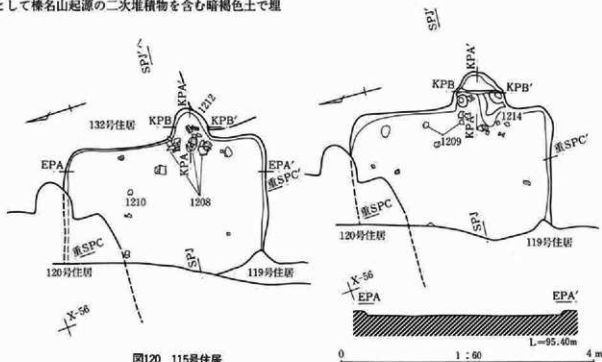 として榛名山起源の二次堆積物を含む暗褐色土で埋
SPJ'
KPA'
1212
132号住居
KPB
KPB'
KPA
EPA
EPA'
重SPC'
1210
1208
重SPC
SPJ
120号住居
119号住居
X-56
図120 115号住居
SPJ'
KPA'
KPB
KPB'
KPA
1214
1209
重SPC'
重SPC
SPJ
120号住居
119号住居
X-56
EPA
EPA'
L=95.40m
0
1:60
4m